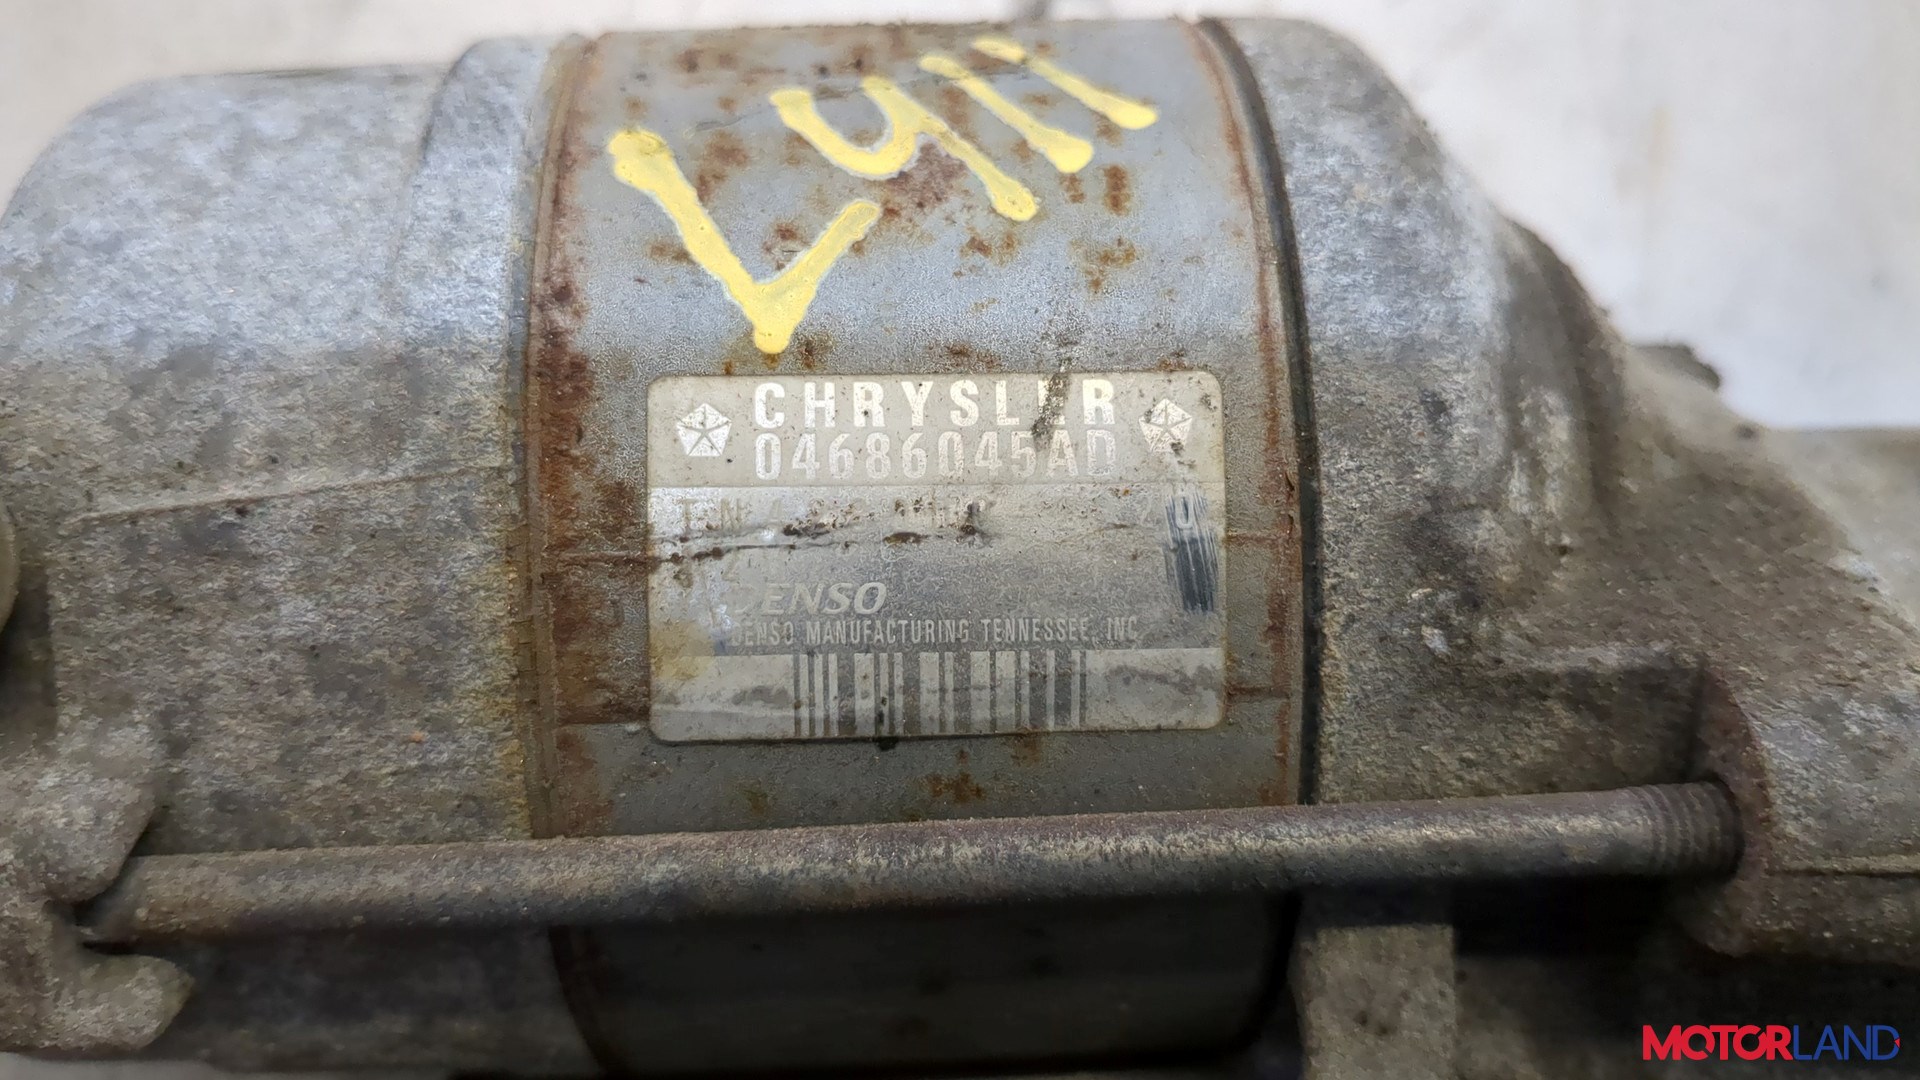 L411
CHRYSLER
04686045AD
DENSO
DENSO MANUFACTURING TENNESSEE, INC
MOTORLAND